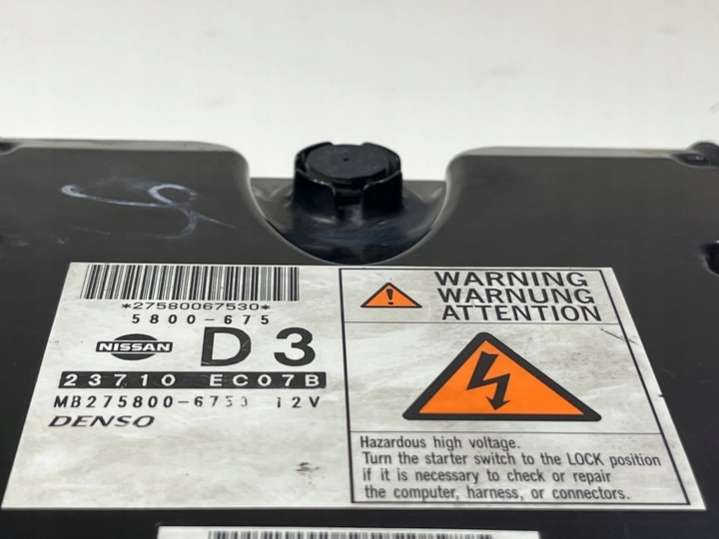 *27580067530*
5800-675
NISSAN D3
23710 EC07B
MB275800-6753 12V
DENSO
WARNING
WARNUNG
ATTENTION
Hazardous high voltage.
Turn the starter switch to the LOCK position
if it is necessary to check or repair
the computer, harness, or connectors.